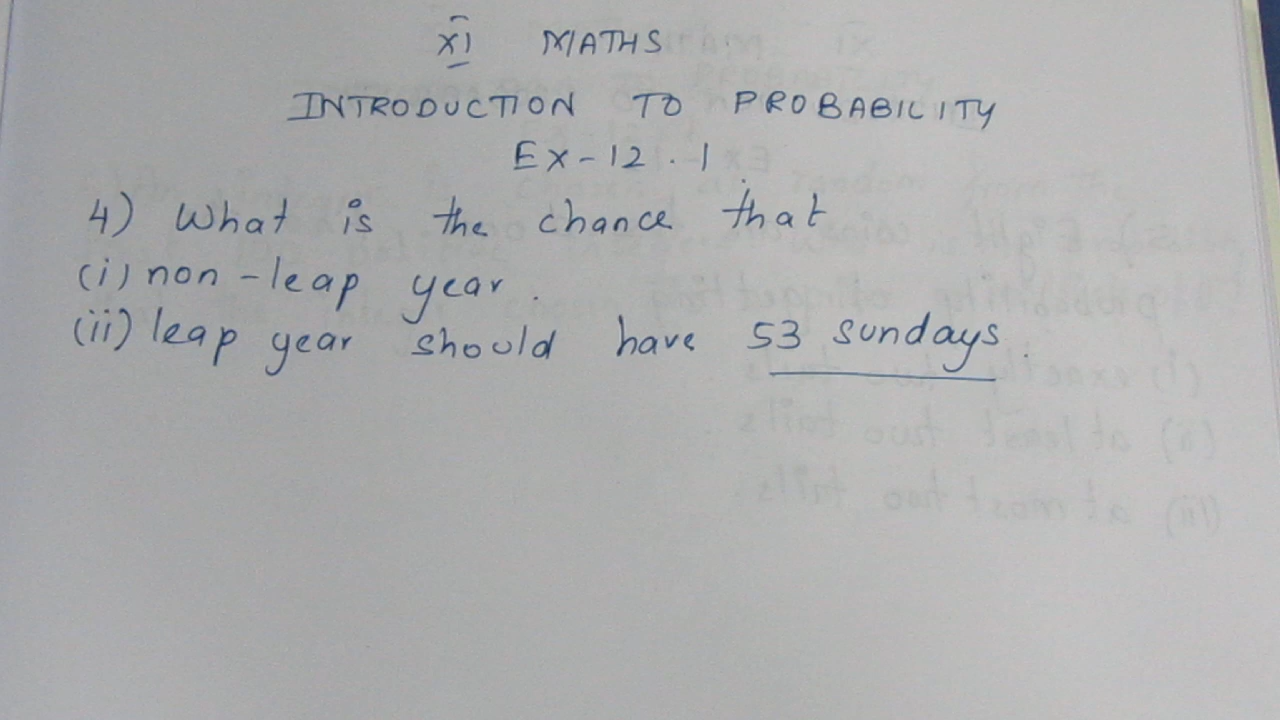 XI MATHS
INTRODUCTION TO PROBABILITY
Ex-12.1
4) What is the chance that
(i) non-leap year.
(ii) leap year should have 53 sundays.